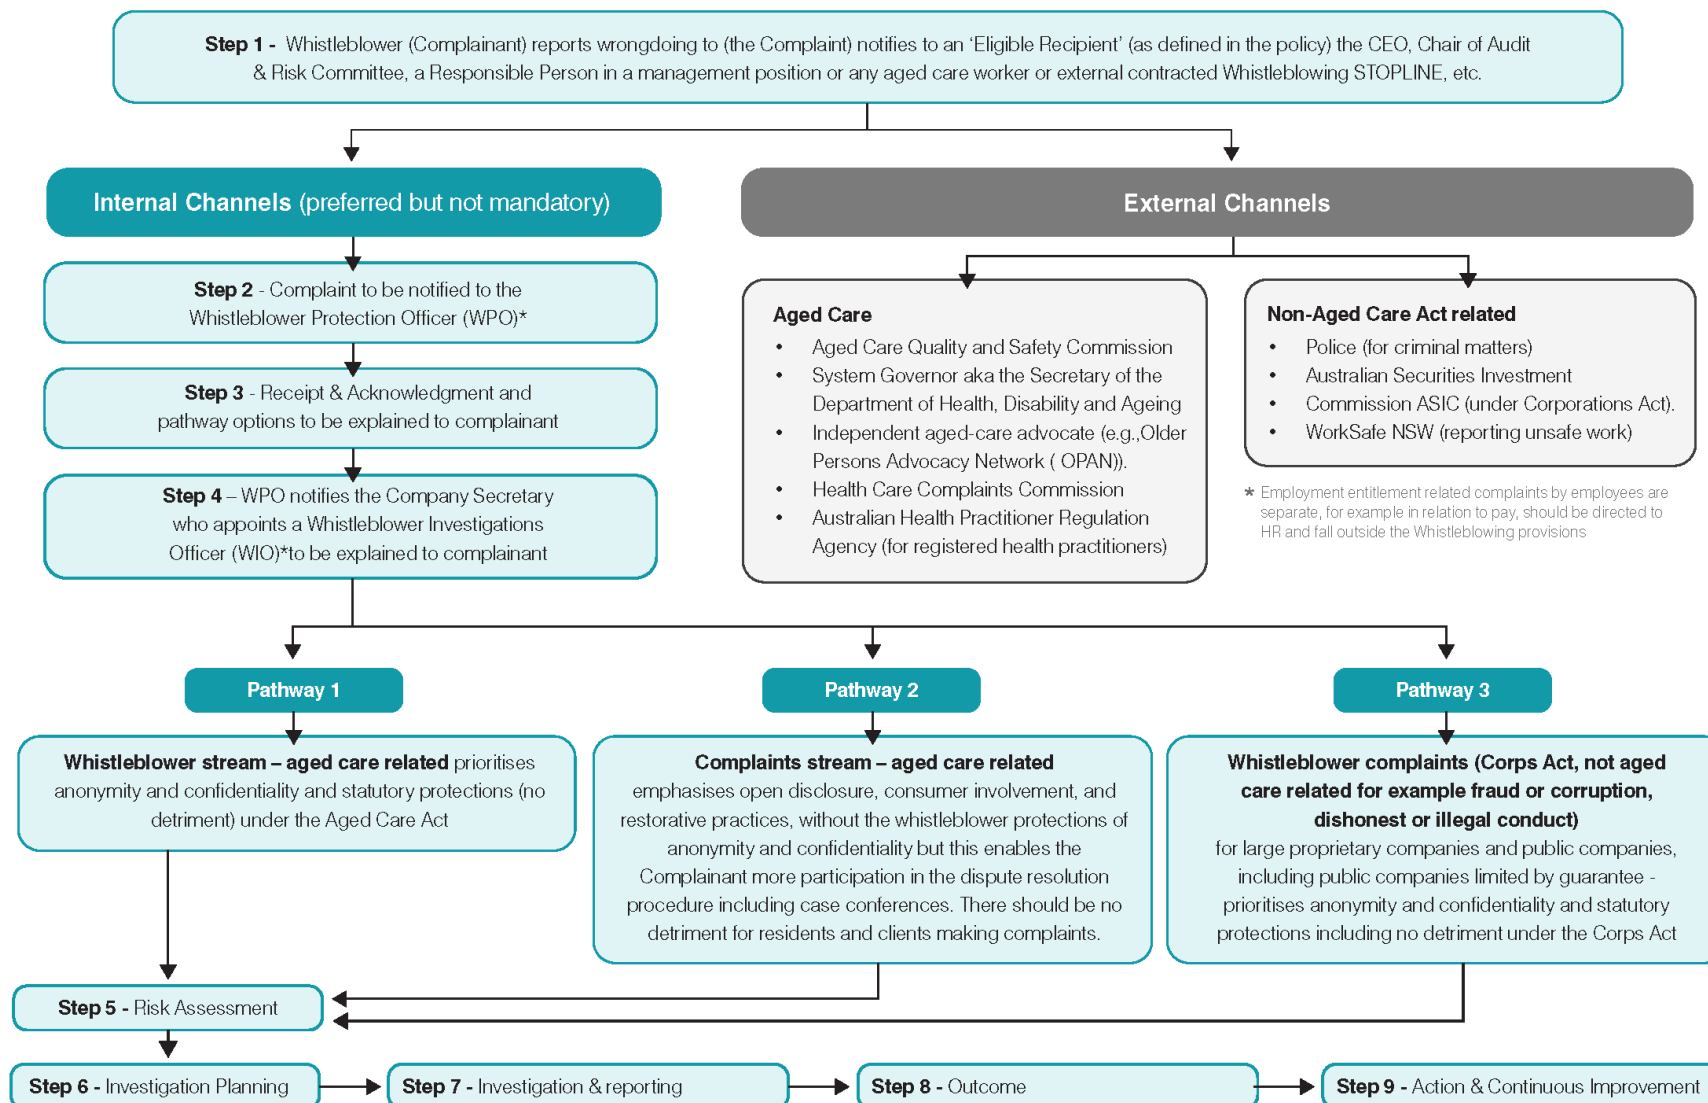 Step 1 - Whistleblower (Complainant) reports wrongdoing to (the Complaint) notifies to an ‘Eligible Recipient’ (as defined in the policy) the CEO, Chair of Audit
& Risk Committee, a Responsible Person in a management position or any aged care worker or external contracted Whistleblowing STOPLINE, etc.
Internal Channels (preferred but not mandatory)
External Channels
Step 2 - Complaint to be notified to the
Whistleblower Protection Officer (WPO)*
Step 3 - Receipt & Acknowledgment and
pathway options to be explained to complainant
Step 4 – WPO notifies the Company Secretary
who appoints a Whistleblower Investigations
Officer (WIO)*to be explained to complainant
Aged Care
• Aged Care Quality and Safety Commission
• System Governor aka the Secretary of the
Department of Health, Disability and Ageing
• Independent aged-care advocate (e.g.,Older
Persons Advocacy Network ( OPAN)).
• Health Care Complaints Commission
• Australian Health Practitioner Regulation
Agency (for registered health practitioners)
Non-Aged Care Act related
• Police (for criminal matters)
• Australian Securities Investment
• Commission ASIC (under Corporations Act).
• WorkSafe NSW (reporting unsafe work)
* Employment entitlement related complaints by employees are
separate, for example in relation to pay, should be directed to
HR and fall outside the Whistleblowing provisions
Pathway 1
Pathway 2
Pathway 3
Whistleblower stream – aged care related prioritises
anonymity and confidentiality and statutory protections (no
detriment) under the Aged Care Act
Complaints stream – aged care related
emphasises open disclosure, consumer involvement, and
restorative practices, without the whistleblower protections of
anonymity and confidentiality but this enables the
Complainant more participation in the dispute resolution
procedure including case conferences. There should be no
detriment for residents and clients making complaints.
Whistleblower complaints (Corps Act, not aged
care related for example fraud or corruption,
dishonest or illegal conduct)
for large proprietary companies and public companies,
including public companies limited by guarantee -
prioritises anonymity and confidentiality and statutory
protections including no detriment under the Corps Act
Step 5 - Risk Assessment
Step 6 - Investigation Planning
Step 7 - Investigation & reporting
Step 8 - Outcome
Step 9 - Action & Continuous Improvement